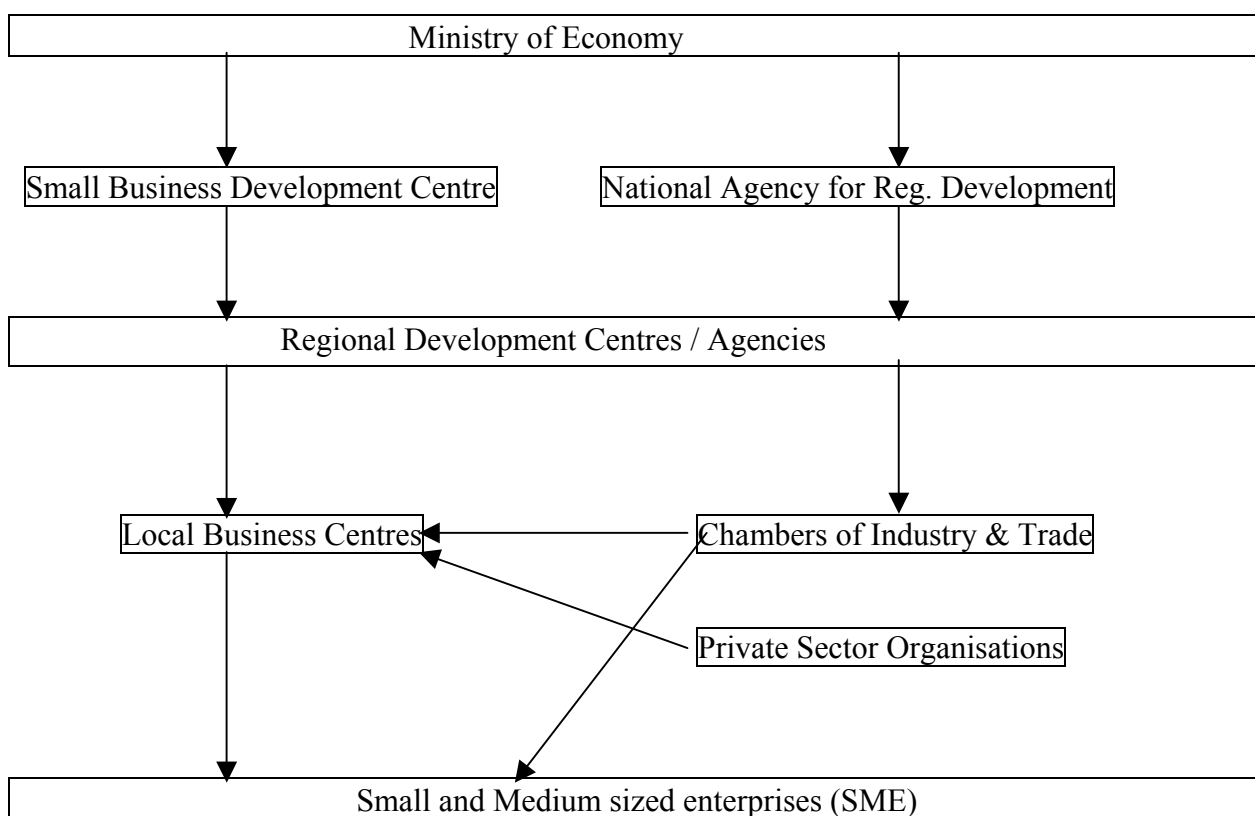 Ministry of Economy
Small Business Development Centre
National Agency for Reg. Development
Regional Development Centres / Agencies
Local Business Centres
Chambers of Industry & Trade
Private Sector Organisations
Small and Medium sized enterprises (SME)